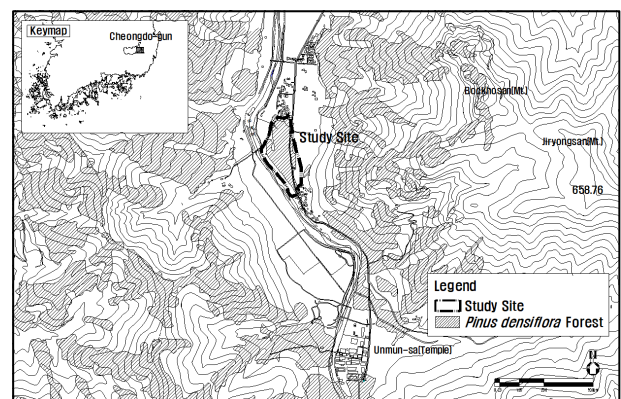 Keymap
Cheongdo-gun
Study Site
Bockhosan(Mt.)
Jiryongsan(Mt.)
658.76
Legend
Study Site
Pinus densiflora Forest
Unmun-sa(Temple)
N